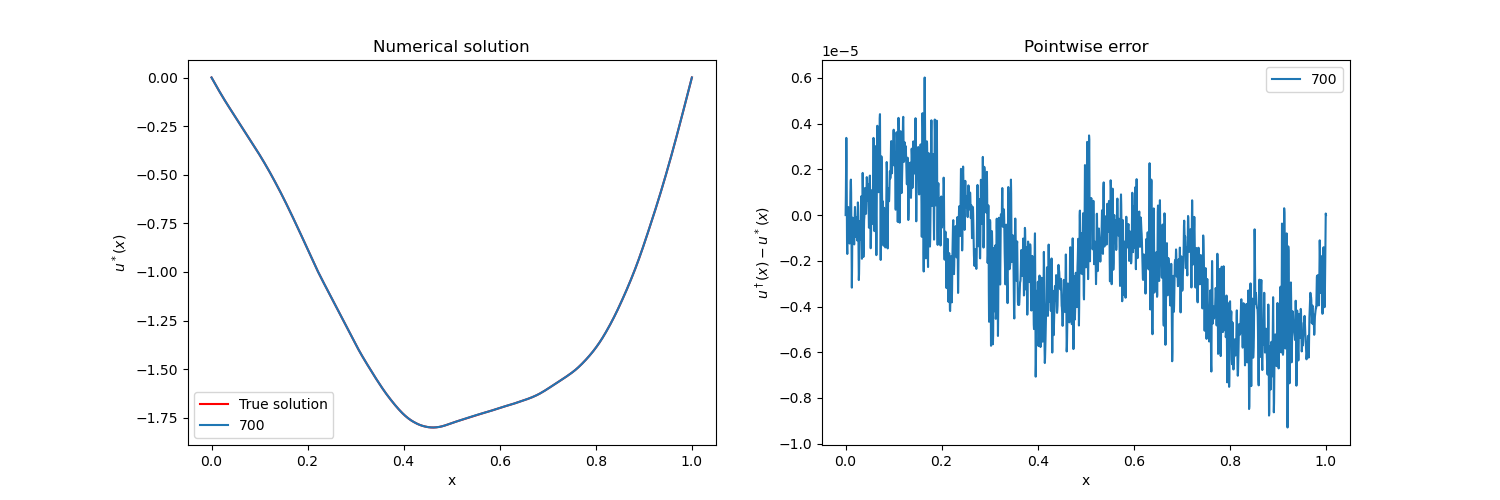 Numerical solution
0.00
−0.25
−0.50
−0.75
−1.00
−1.25
−1.50
−1.75
u*(x)
True solution
700
0.0 0.2 0.4 0.6 0.8 1.0
x
Pointwise error
1e−5
0.6
0.4
0.2
0.0
−0.2
−0.4
−0.6
−0.8
−1.0
u†(x) − u*(x)
700
0.0 0.2 0.4 0.6 0.8 1.0
x